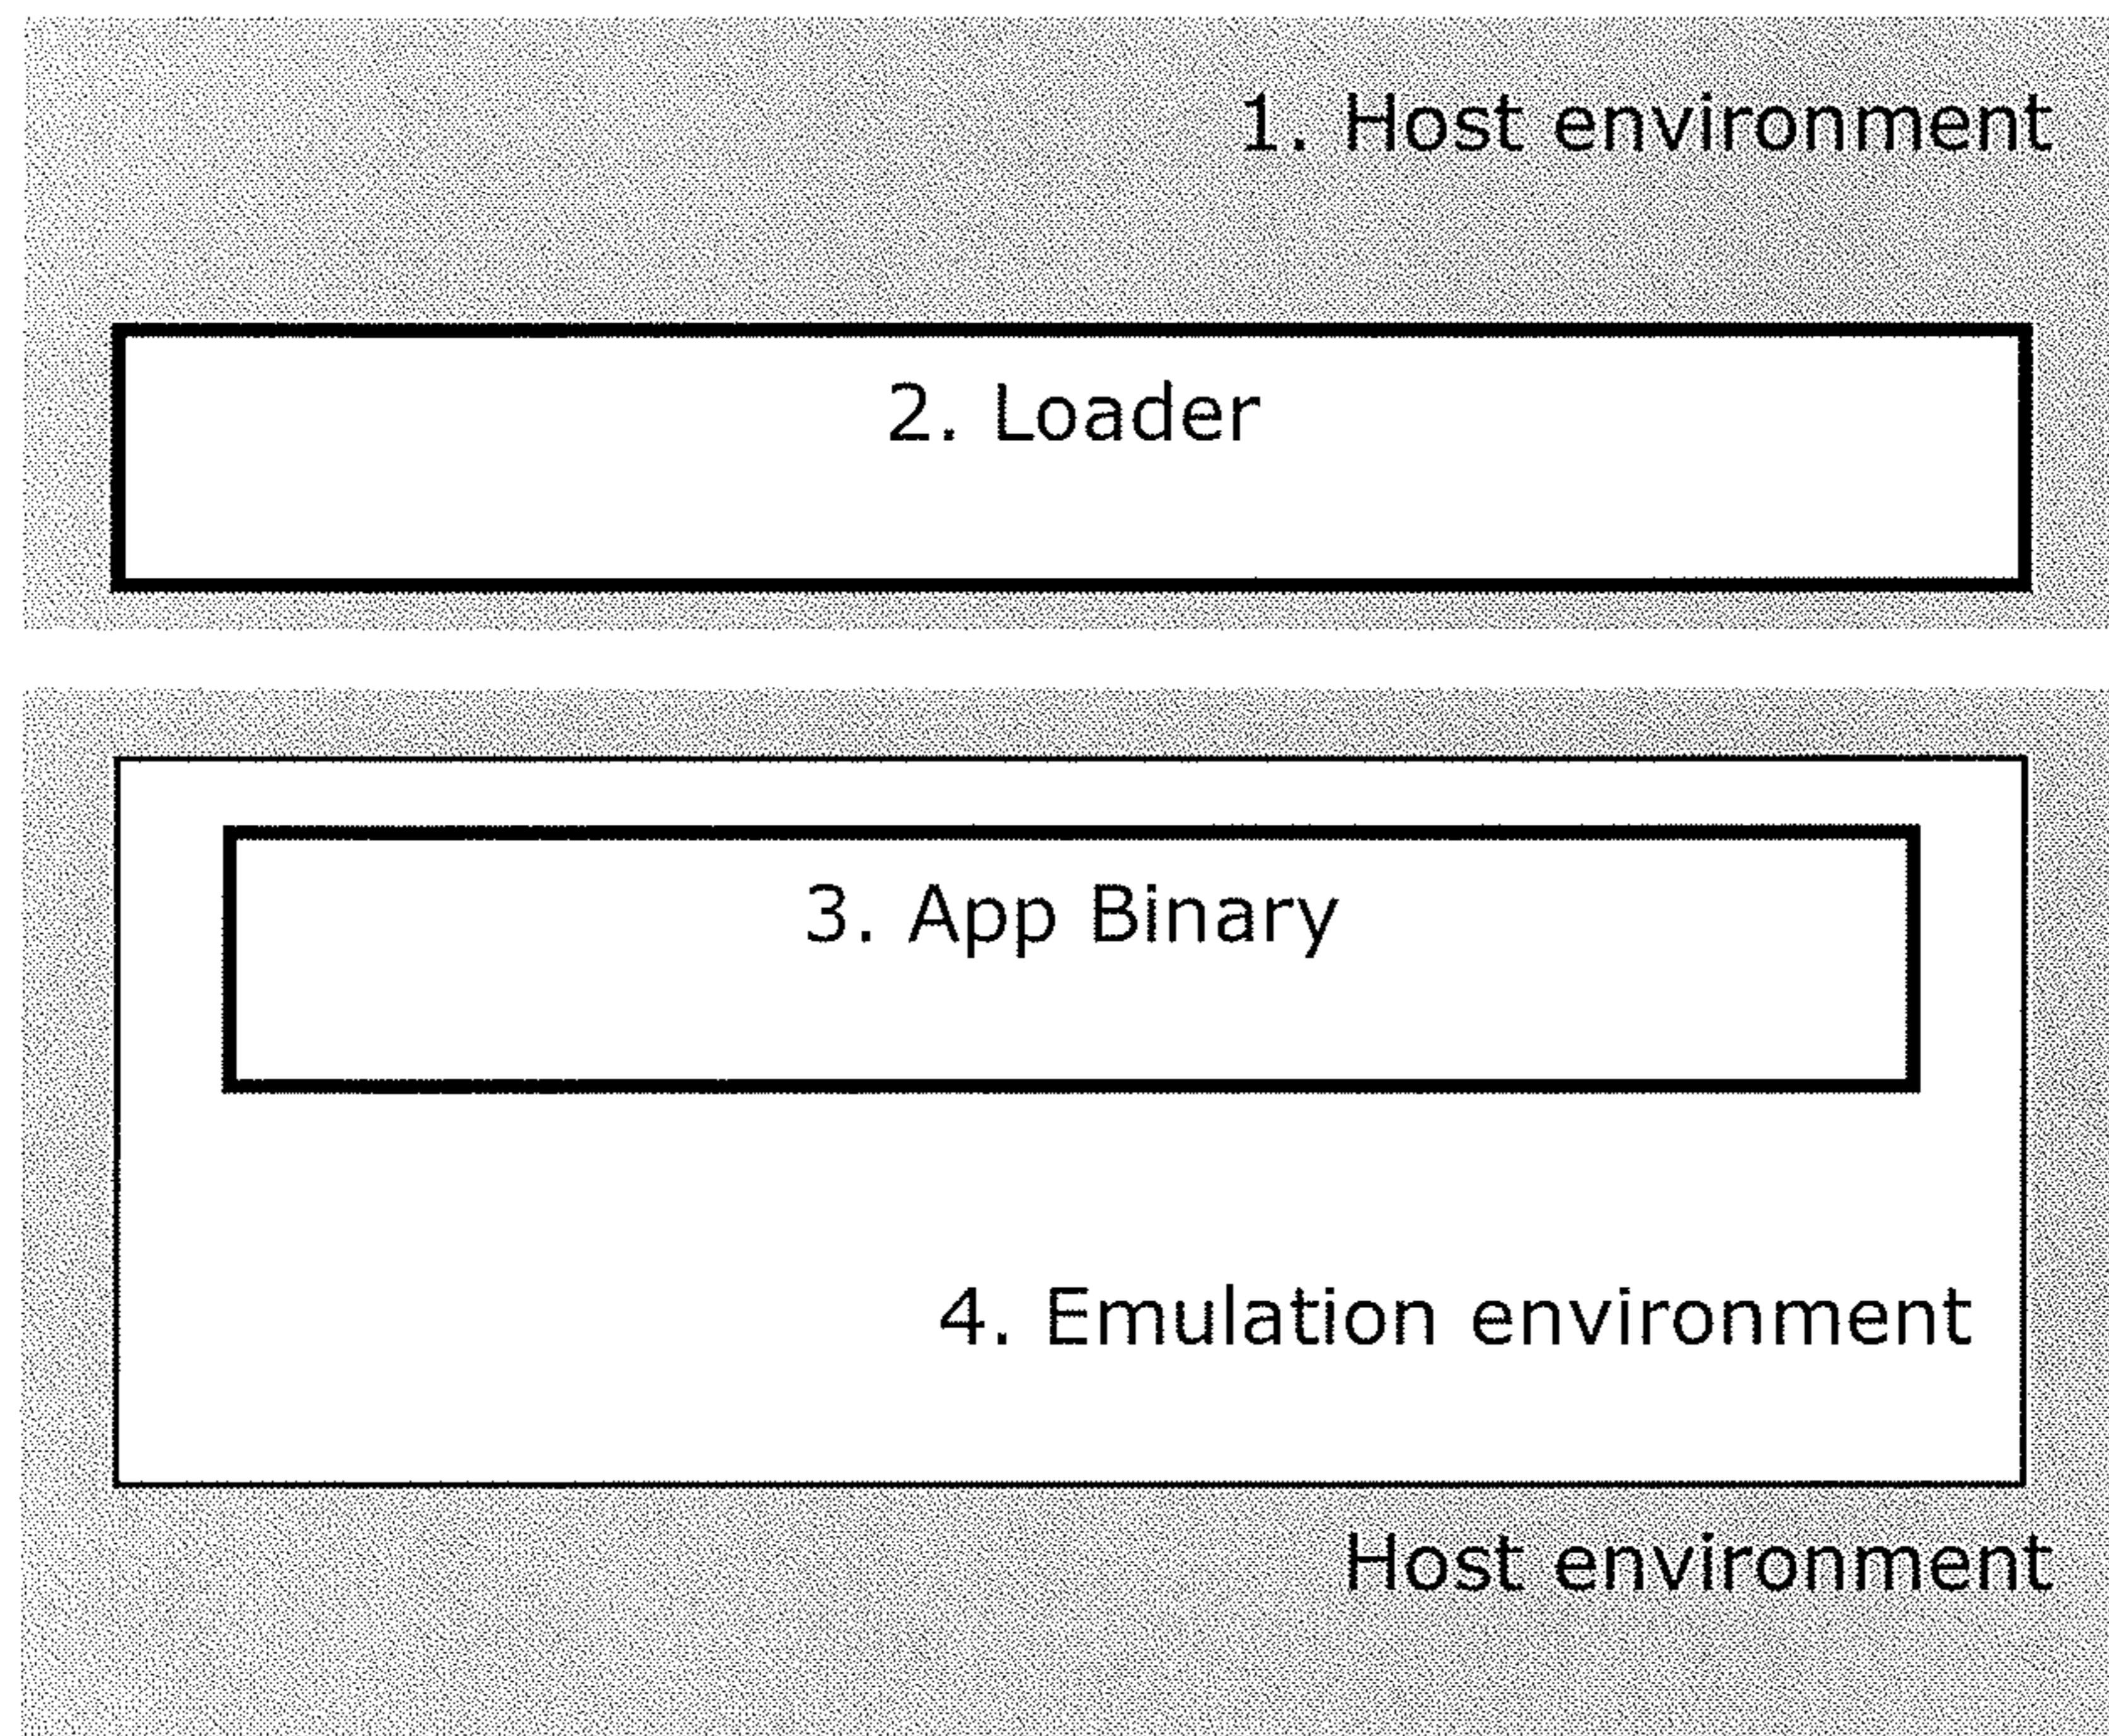 1. Host environment
2. Loader
3. App Binary
4. Emulation environment
Host environment